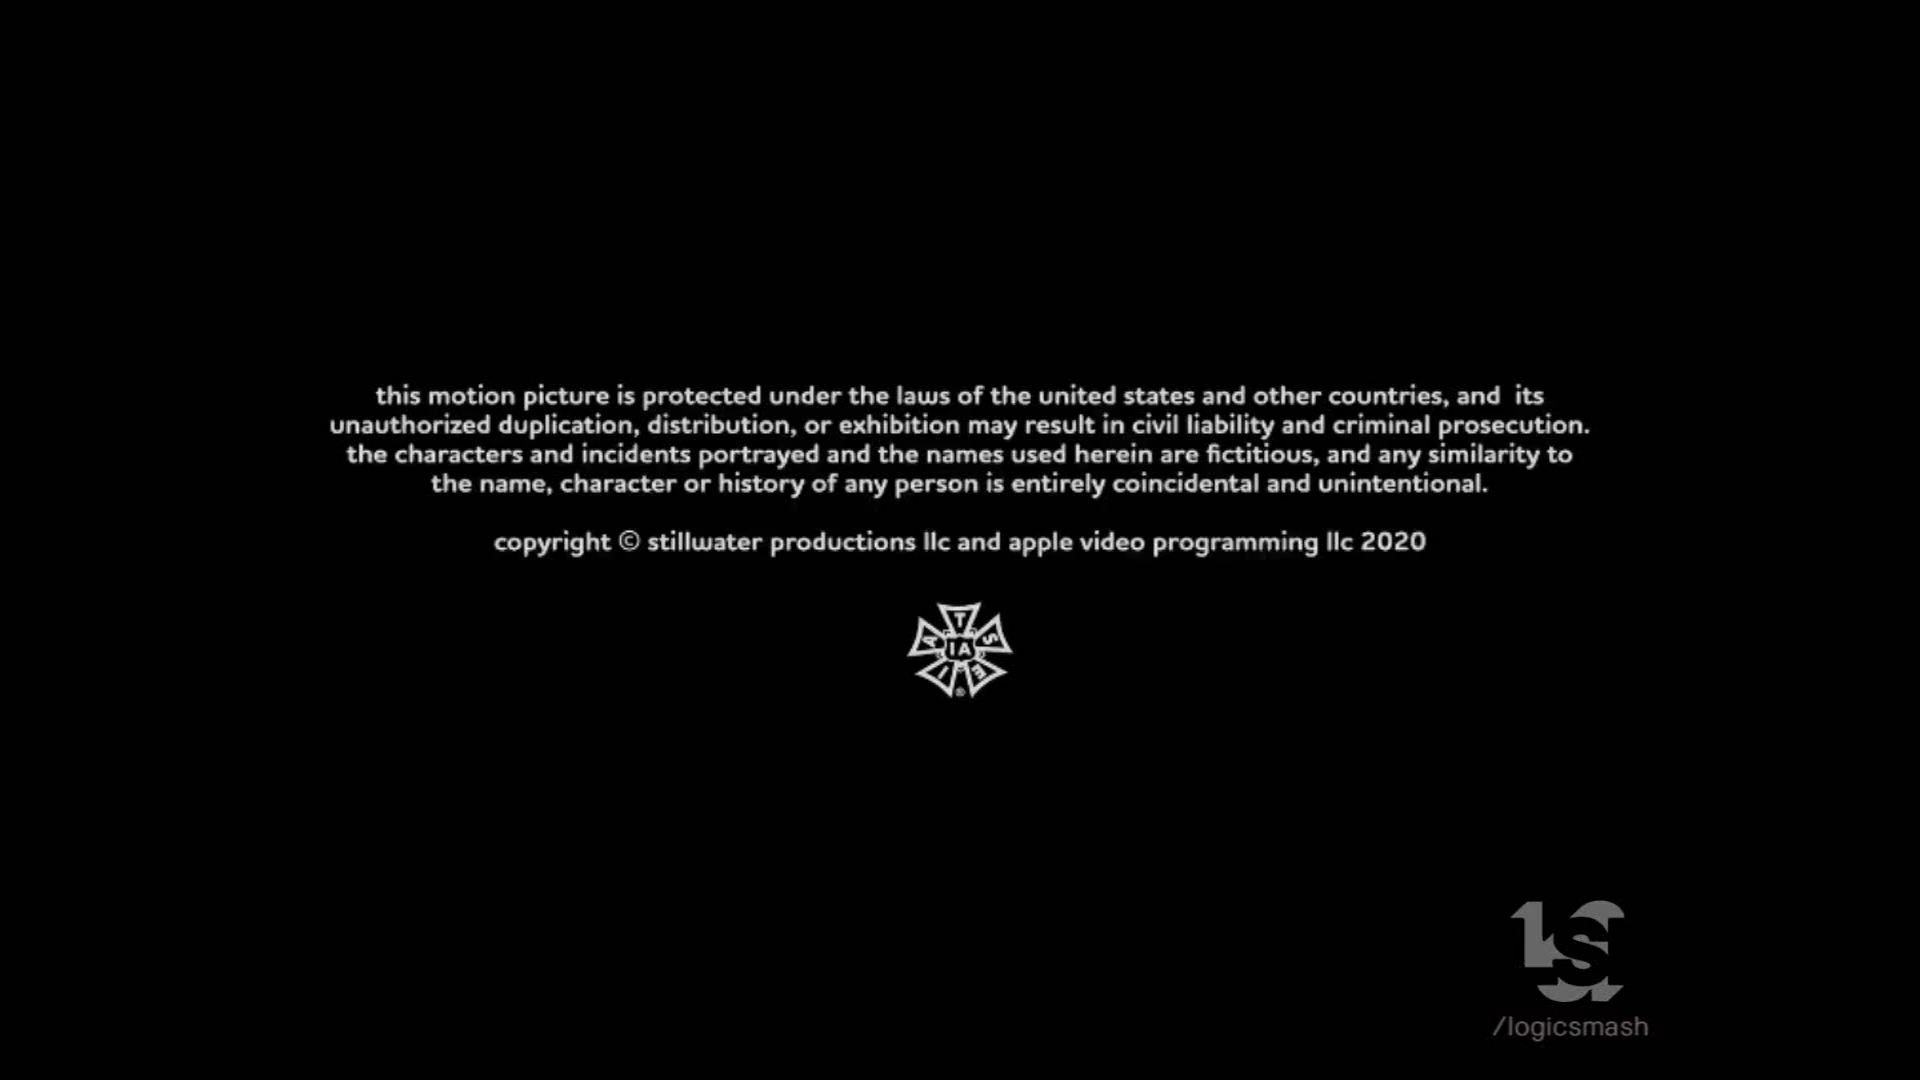 this motion picture is protected under the laws of the united states and other countries, and its
unauthorized duplication, distribution, or exhibition may result in civil liability and criminal prosecution.
the characters and incidents portrayed and the names used herein are fictitious, and any similarity to
the name, character or history of any person is entirely coincidental and unintentional.
copyright © stillwater productions llc and apple video programming llc 2020
I A T S E
IA
®
ls
/logicsmash